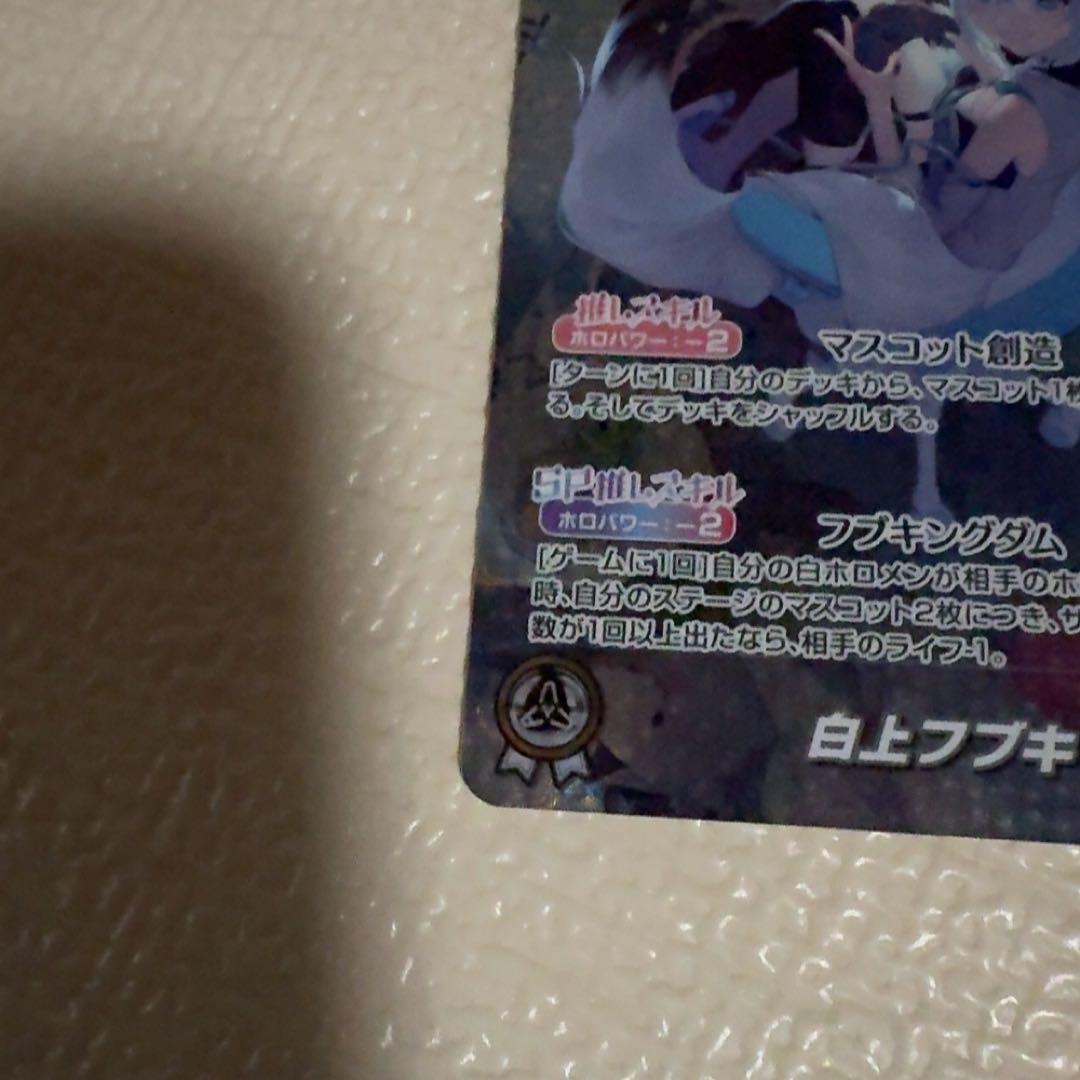 推しスキル
ホロパワー:-2
マスコット創造
[ターンに1回]自分のデッキから、マスコット1枚
る。そしてデッキをシャッフルする。
SP推しスキル
ホロパワー:-2
フブキングダム
[ゲームに1回]自分の白ホロメンが相手のホ
時、自分のステージのマスコット2枚につき、サ
数が1回以上出たなら、相手のライフ-1。
白上フブキ